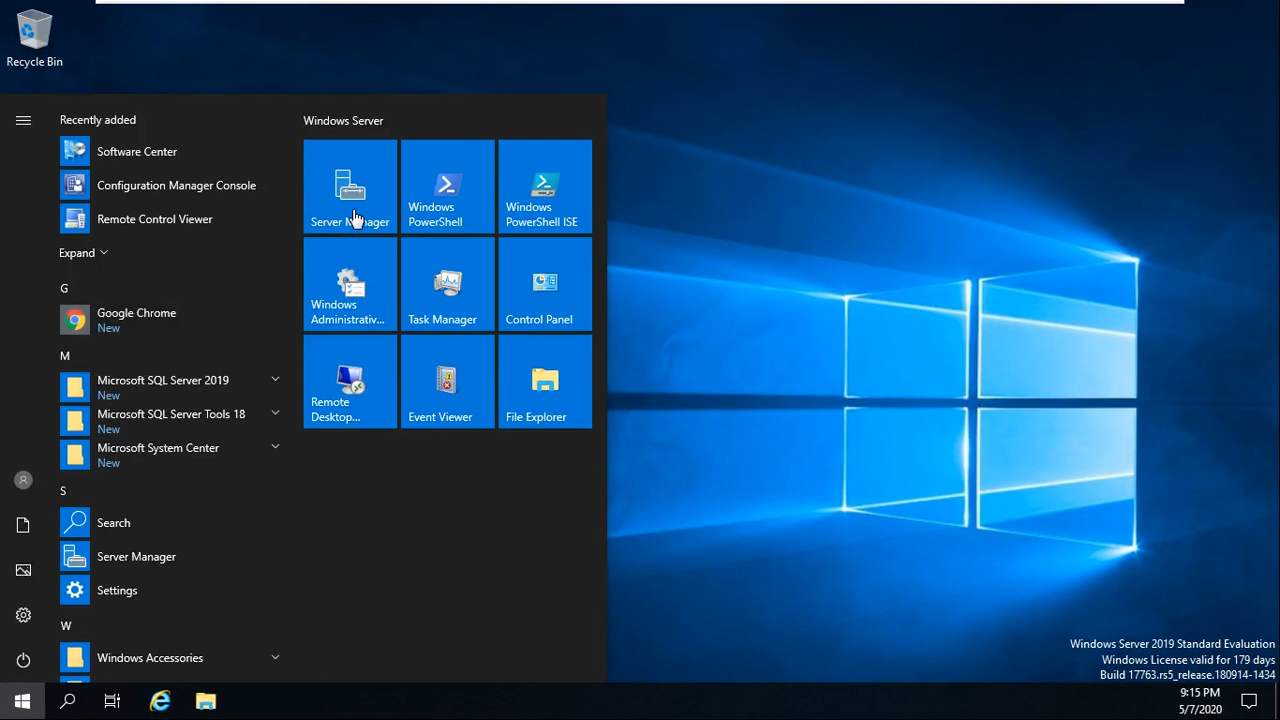 Recycle Bin
Recently added
Software Center
Configuration Manager Console
Remote Control Viewer
Expand
G
Google Chrome
New
M
Microsoft SQL Server 2019
New
Microsoft SQL Server Tools 18
New
Microsoft System Center
New
S
Search
Server Manager
Settings
W
Windows Accessories
Windows Server
Server Manager
Windows
PowerShell
Windows
PowerShell ISE
Windows
Administrativ...
Task Manager
Control Panel
Remote
Desktop...
Event Viewer
File Explorer
Windows Server 2019 Standard Evaluation
Windows License valid for 179 days
Build 17763.rs5_release.180914-1434
9:15 PM
5/7/2020